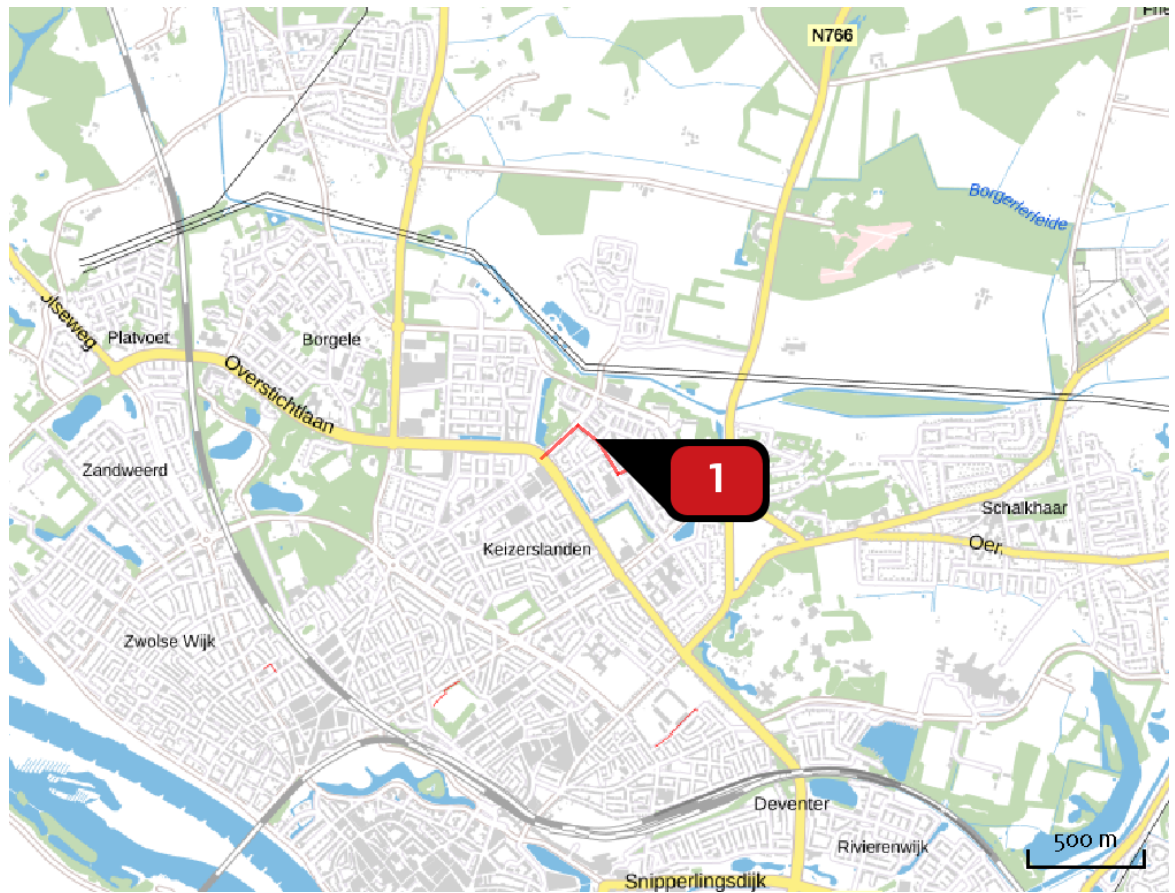 N766
Borgelerleide
Platvoet
Borgele
Overstichtlaan
Zandweerd
1
Schalkhaar
Keizerslanden
Oer
Zwolse Wijk
Deventer
Rivierenwijk
500 m
Snipperlingsdijk